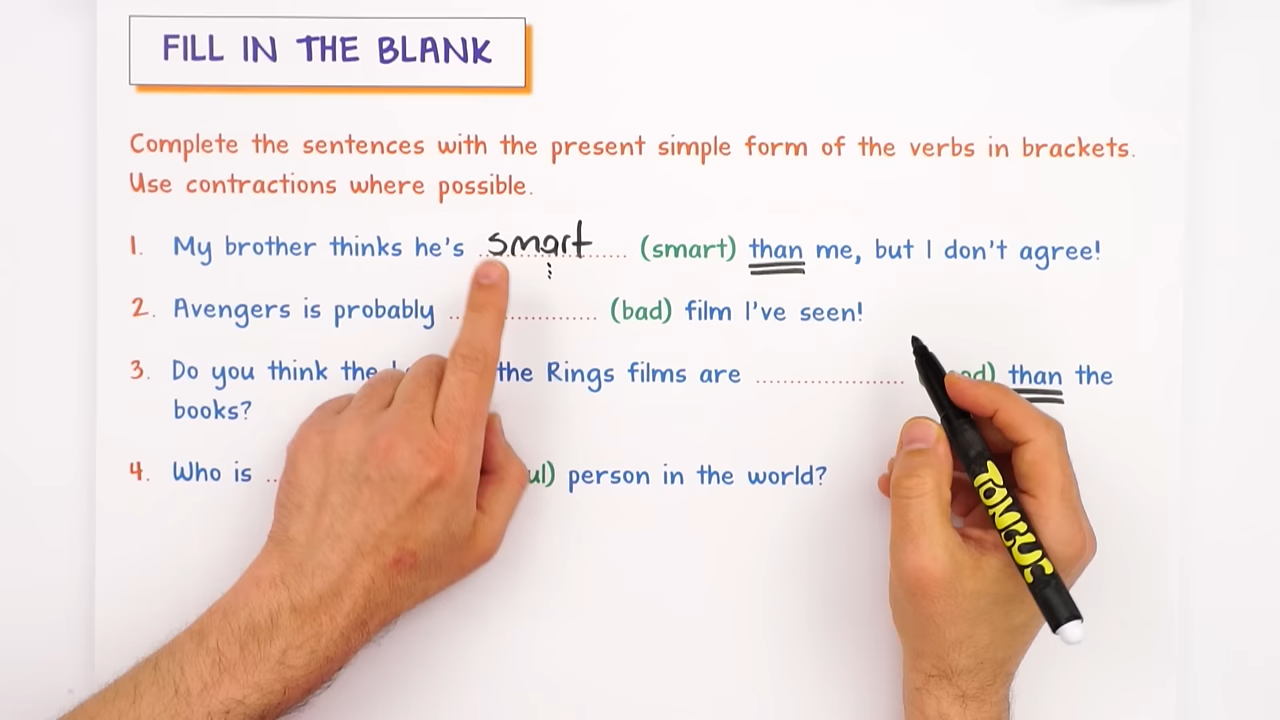 FILL IN THE BLANK
Complete the sentences with the present simple form of the verbs in brackets.
Use contractions where possible.
1. My brother thinks he's smart (smart) than me, but I don't agree!
2. Avengers is probably .................... (bad) film I've seen!
3. Do you think the the Rings films are .................... than the
books?
4. Who is .. person in the world?
TONGUE